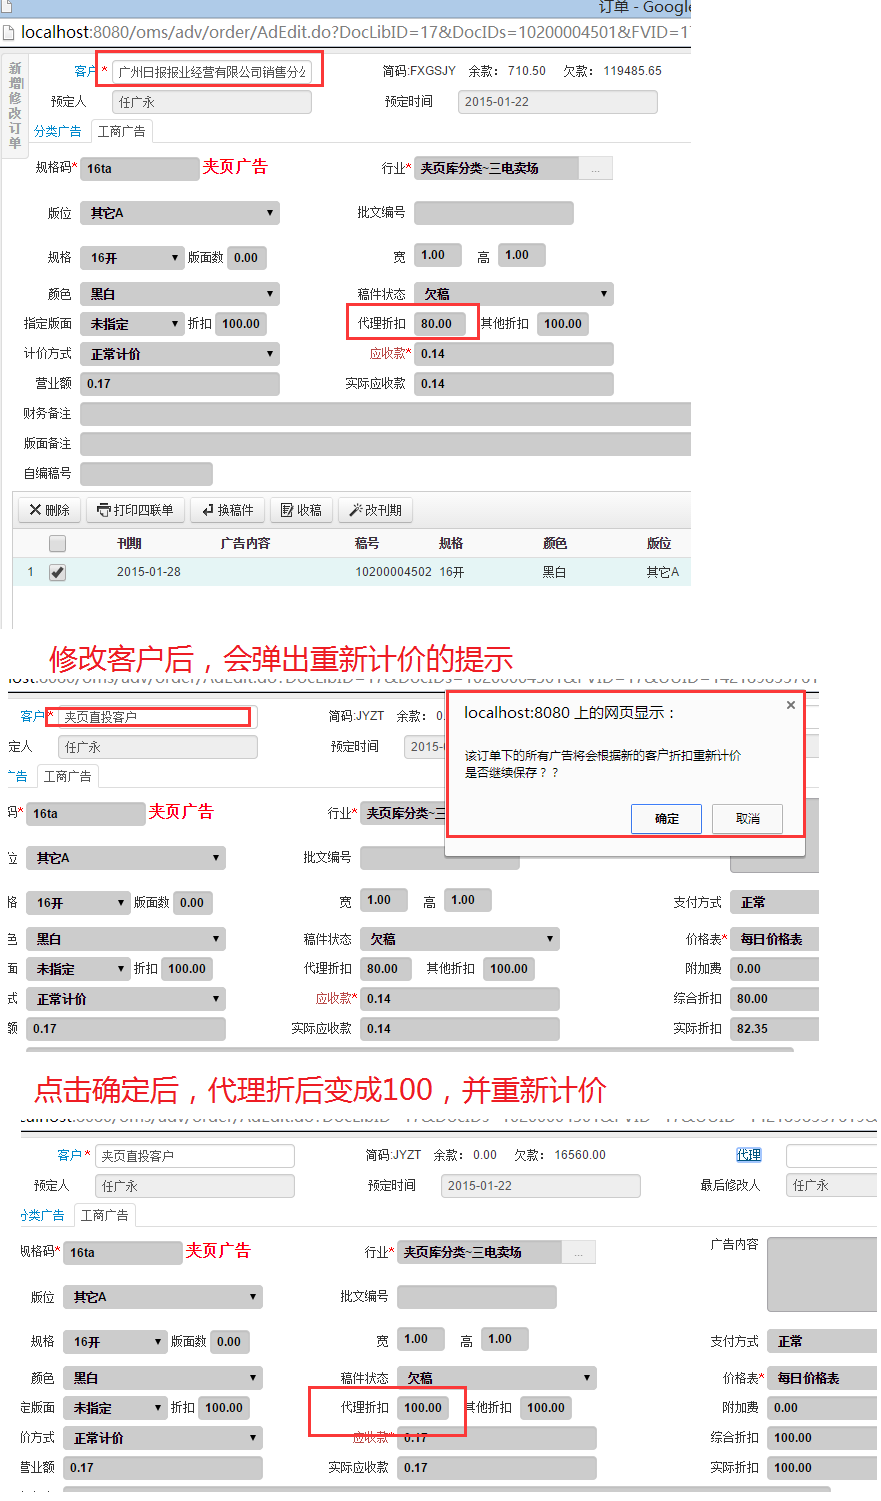 订单 - Google
localhost:8080/oms/adv/order/AdEdit.do?DocLibID=17&DocIDs=10200004501&FVID=17
新增修改订单
客户 * 广州日报报业经营有限公司销售分公 简码:FXGSJY 余款： 710.50 欠款： 119485.65
预定人 任广永 预定时间 2015-01-22
分类广告 工商广告
规格码* 16ta 夹页广告 行业* 夹页库分类~三电卖场 ...
版位 其它A 批文编号
规格 16开 版面数 0.00 宽 1.00 高 1.00
颜色 黑白 稿件状态 欠稿
指定版面 未指定 折扣 100.00 代理折扣 80.00 其他折扣 100.00
计价方式 正常计价 应收款* 0.14
营业额 0.17 实际应收款 0.14
财务备注
版面备注
自编稿号
删除 打印四联单 换稿件 收稿 改刊期
刊期 广告内容 稿号 规格 颜色 版位
1 2015-01-28 10200004502 16开 黑白 其它A
修改客户后，会弹出重新计价的提示
客户* 夹页直投客户 简码:JYZT 余款： 0.
定人 任广永 预定时间 2015-
广告 工商广告
码* 16ta 夹页广告 行业* 夹页库分类~三
localhost:8080 上的网页显示：
×
该订单下的所有广告将会根据新的客户折扣重新计价
是否继续保存？？
确定 取消
位 其它A 批文编号
格 16开 版面数 0.00 宽 1.00 高 1.00 支付方式 正常
色 黑白 稿件状态 欠稿 价格表* 每日价格表
面 未指定 折扣 100.00 代理折扣 80.00 其他折扣 100.00 附加费 0.00
式 正常计价 应收款* 0.14 综合折扣 80.00
额 0.17 实际应收款 0.14 实际折扣 82.35
点击确定后，代理折后变成100，并重新计价
客户 * 夹页直投客户 简码:JYZT 余款： 0.00 欠款： 16560.00 代理
预定人 任广永 预定时间 2015-01-22 最后修改人 任广永
分类广告 工商广告
规格码* 16ta 夹页广告 行业* 夹页库分类~三电卖场 ... 广告内容
版位 其它A 批文编号
规格 16开 版面数 0.00 宽 1.00 高 1.00 支付方式 正常
颜色 黑白 稿件状态 欠稿 价格表* 每日价格表
定版面 未指定 折扣 100.00 代理折扣 100.00 其他折扣 100.00 附加费 0.00
价方式 正常计价 应收款* 0.17 综合折扣 100.00
营业额 0.17 实际应收款 0.17 实际折扣 100.00